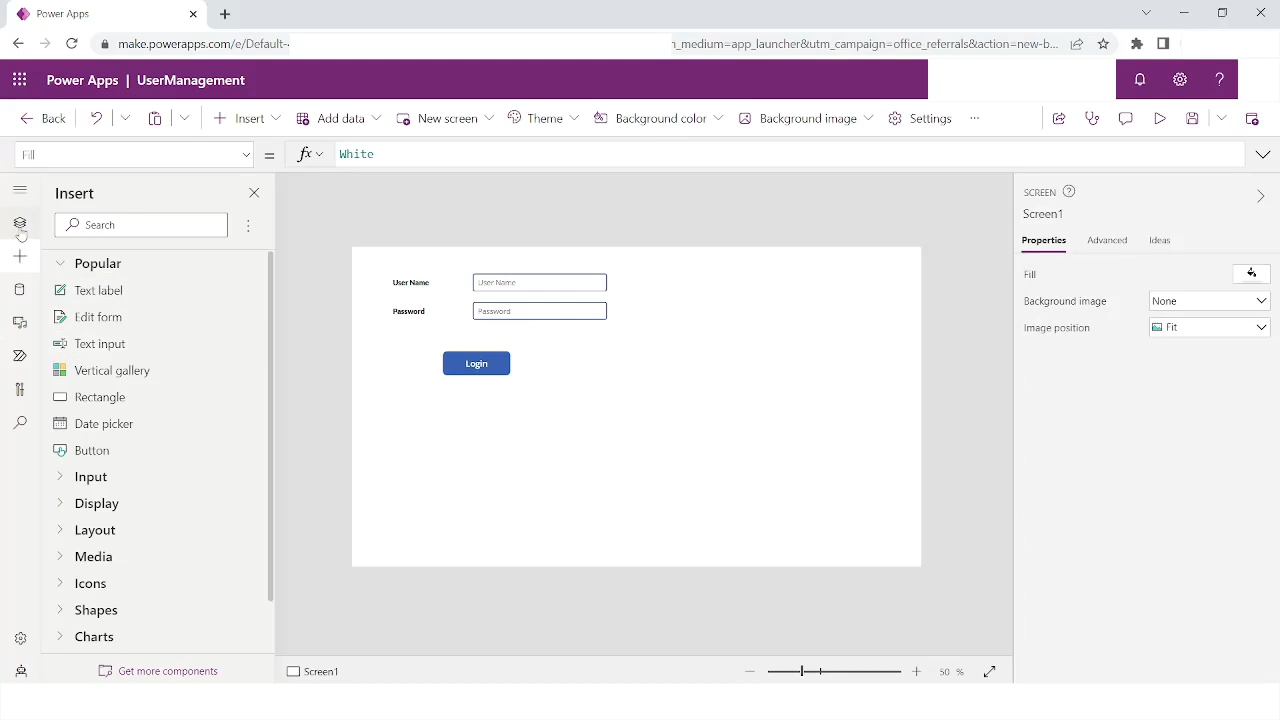 Power Apps
make.powerapps.com/e/Default-
n_medium=app_launcher&utm_campaign=office_referrals&action=new-b...
Power Apps | UserManagement
Back Insert Add data New screen Theme Background color Background image Settings ...
Fill = fx White
Insert
Search
Popular
Text label
Edit form
Text input
Vertical gallery
Rectangle
Date picker
Button
Input
Display
Layout
Media
Icons
Shapes
Charts
Get more components
User Name User Name
Password Password
Login
Screen1 50 %
SCREEN
Screen1
Properties Advanced Ideas
Fill
Background image None
Image position Fit